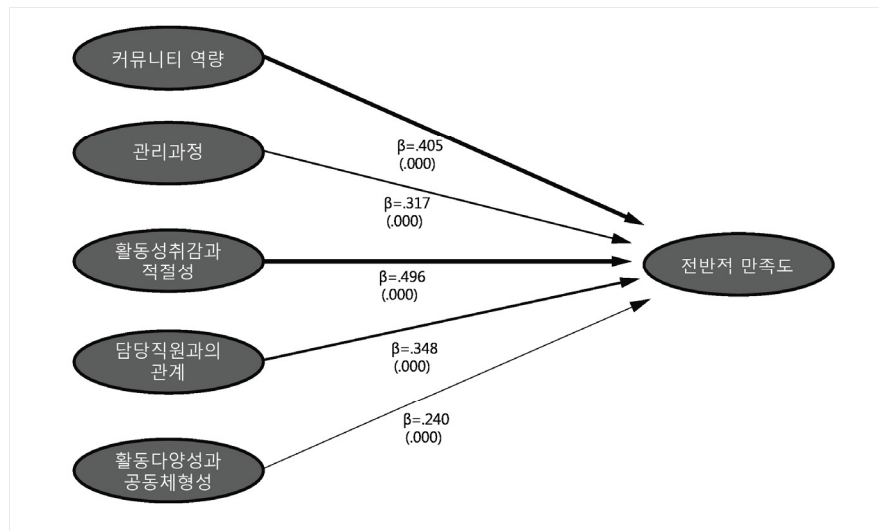 커뮤니티 역량
β=.405
(.000)
관리과정
β=.317
(.000)
활동성취감과
적절성
전반적 만족도
β=.496
(.000)
담당직원과의
관계
β=.348
(.000)
β=.240
(.000)
활동다양성과
공동체형성